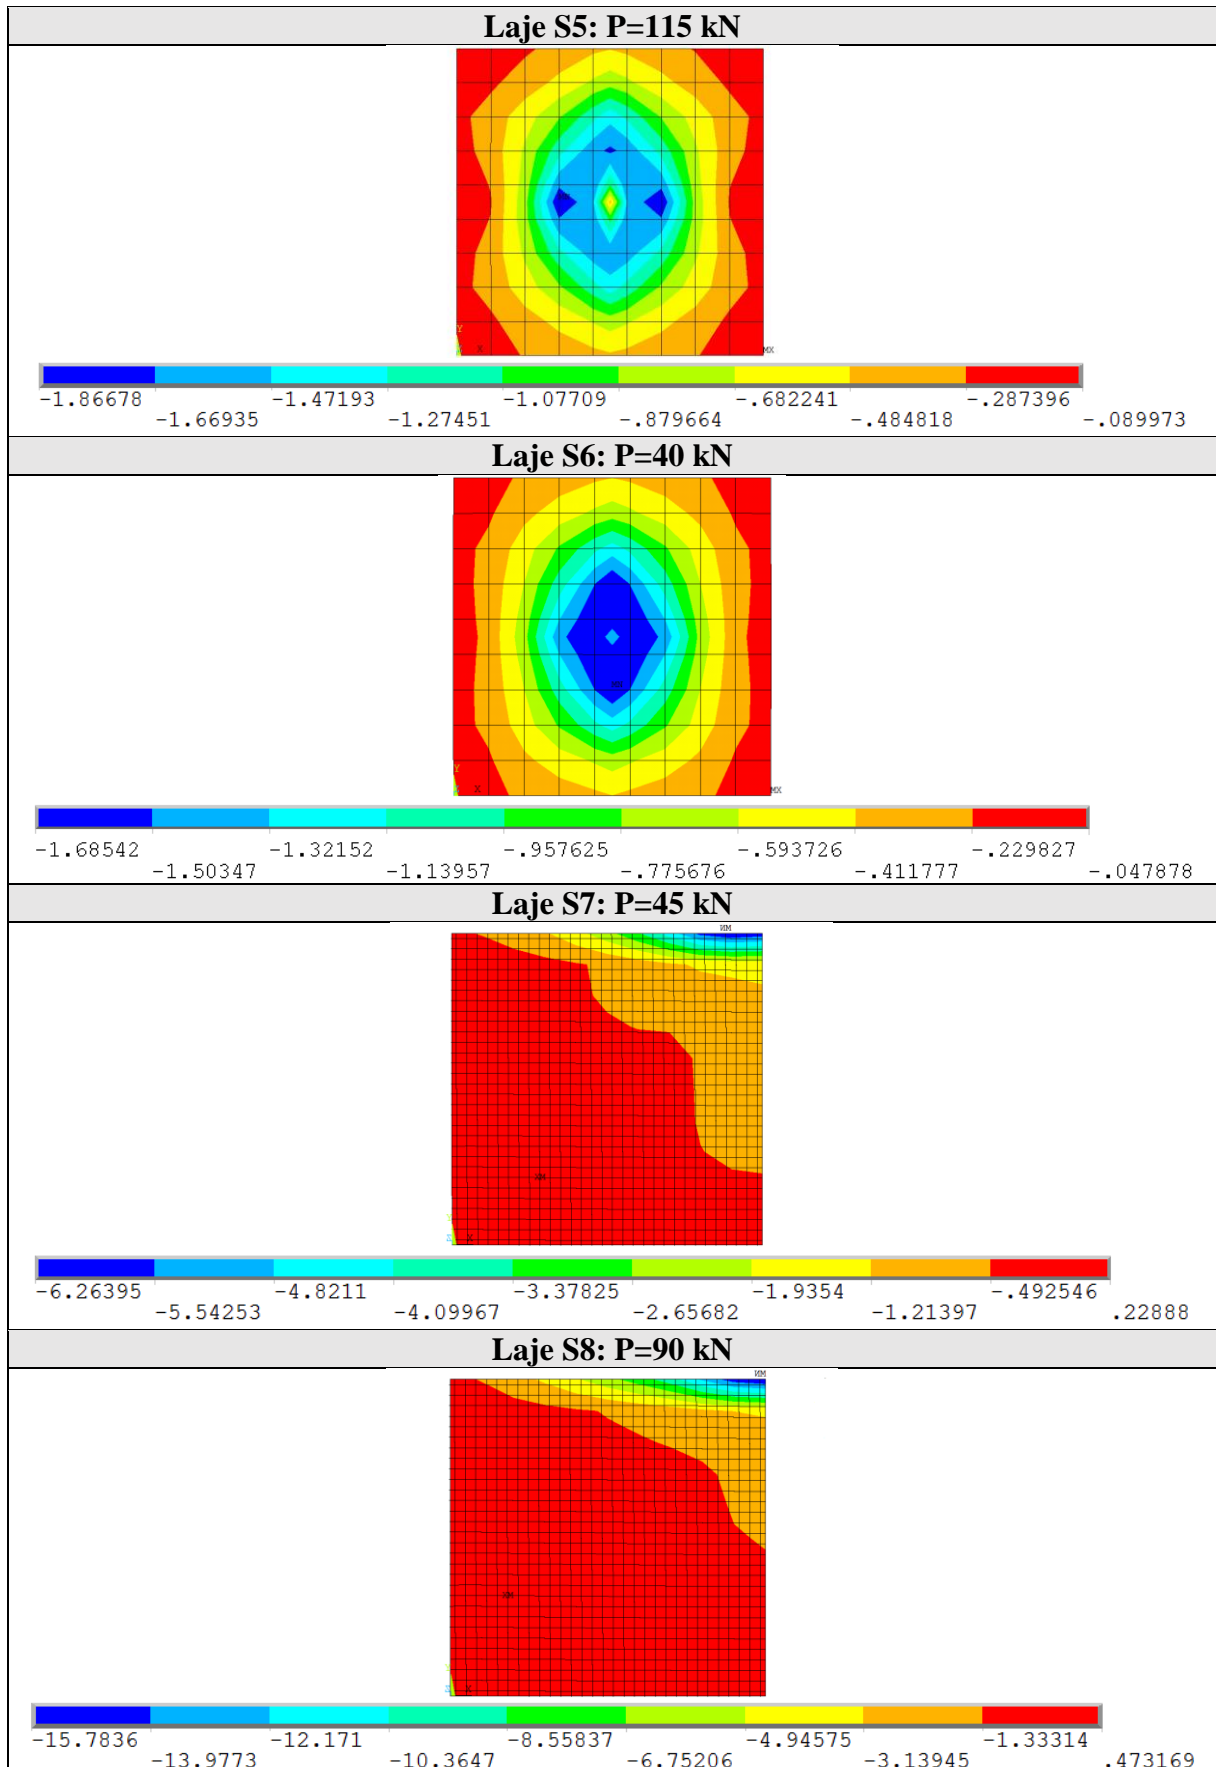 Laje S5: P=115 kN
Y
X
MX
-1.86678 -1.47193 -1.07709 -.682241 -.287396
-1.66935 -1.27451 -.879664 -.484818 -.089973
Laje S6: P=40 kN
Y
X
MX
-1.68542 -1.32152 -.957625 -.593726 -.229827
-1.50347 -1.13957 -.775676 -.411777 -.047878
Laje S7: P=45 kN
X
-6.26395 -4.8211 -3.37825 -1.9354 -.492546
-5.54253 -4.09967 -2.65682 -1.21397 .22888
Laje S8: P=90 kN
X
-15.7836 -12.171 -8.55837 -4.94575 -1.33314
-13.9773 -10.3647 -6.75206 -3.13945 .473169